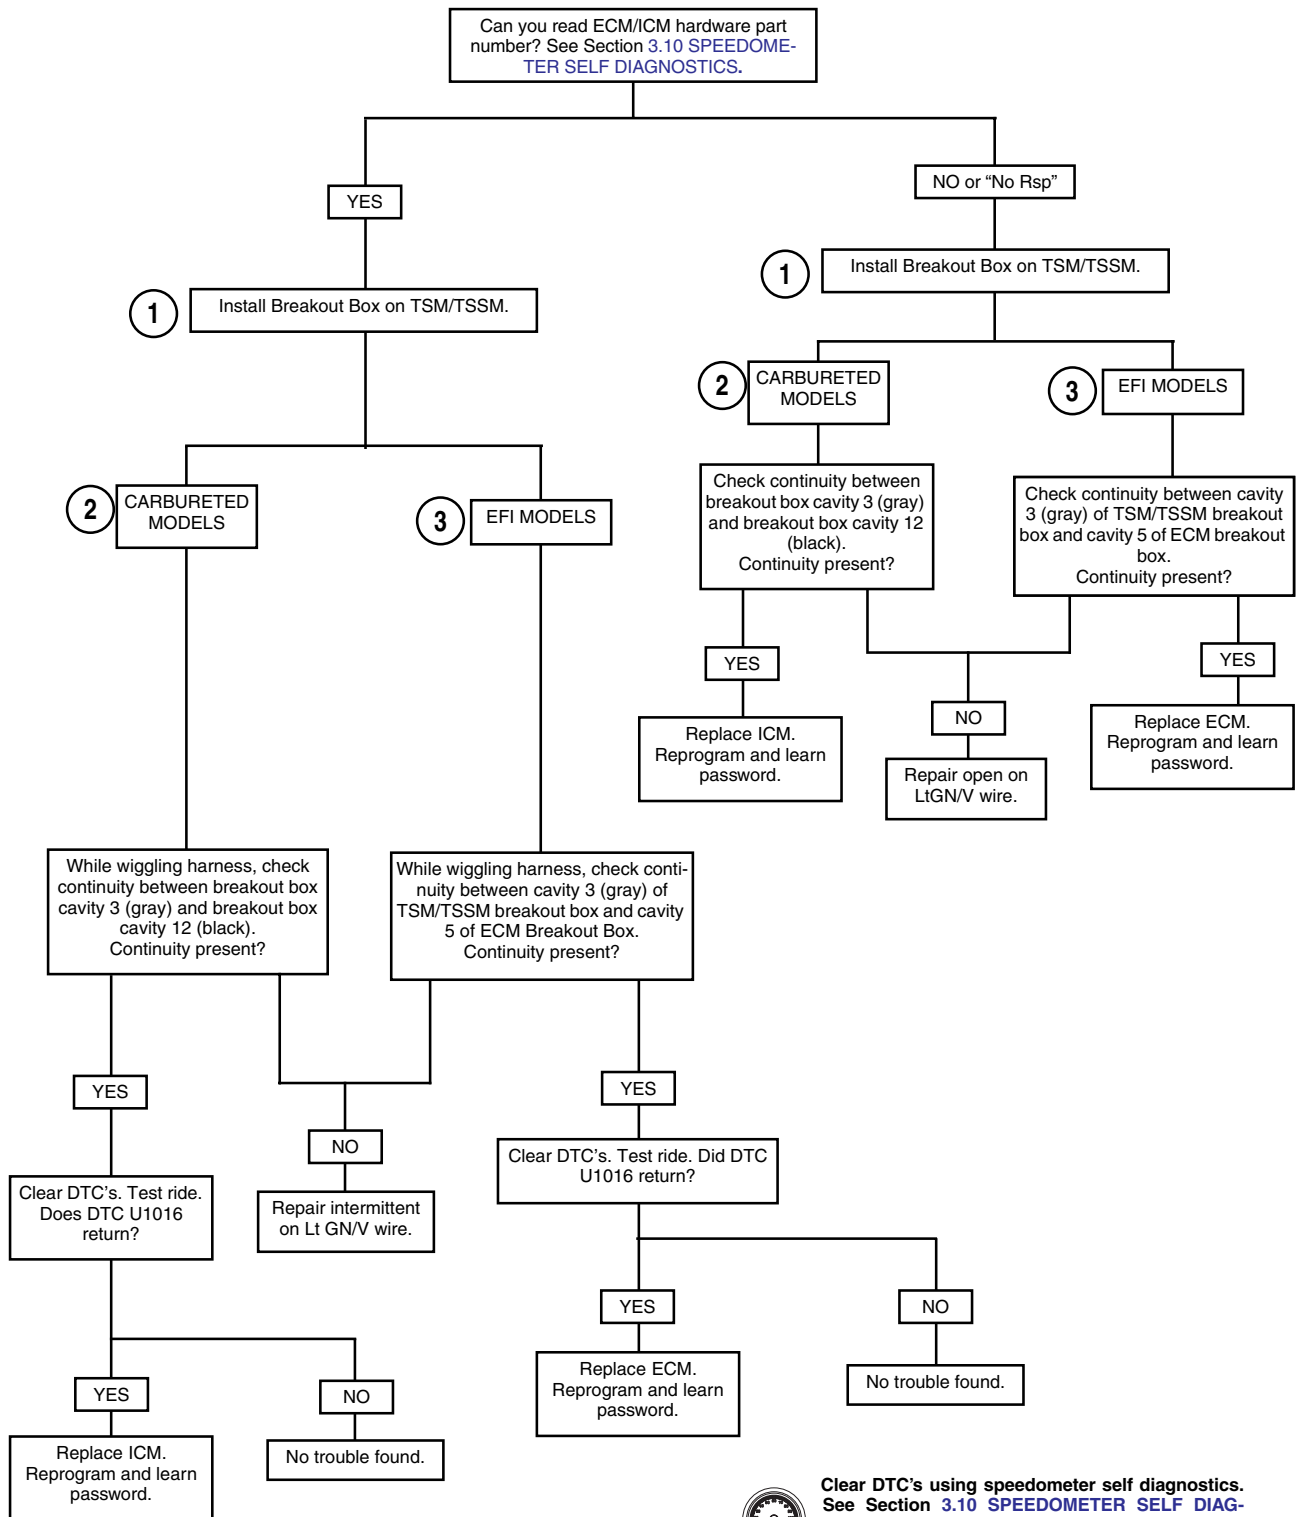 Can you read ECM/ICM hardware part
number? See Section 3.10 SPEEDOME-
TER SELF DIAGNOSTICS.
YES
NO or “No Rsp”
1
Install Breakout Box on TSM/TSSM.
1
Install Breakout Box on TSM/TSSM.
2
CARBURETED
MODELS
3
EFI MODELS
2
CARBURETED
MODELS
3
EFI MODELS
Check continuity between
breakout box cavity 3 (gray)
and breakout box cavity 12
(black).
Continuity present?
Check continuity between cavity
3 (gray) of TSM/TSSM breakout
box and cavity 5 of ECM breakout
box.
Continuity present?
YES
NO
YES
Replace ICM.
Reprogram and learn
password.
Repair open on
LtGN/V wire.
Replace ECM.
Reprogram and learn
password.
While wiggling harness, check
continuity between breakout box
cavity 3 (gray) and breakout box
cavity 12 (black).
Continuity present?
While wiggling harness, check conti-
nuity between cavity 3 (gray) of
TSM/TSSM breakout box and cavity
5 of ECM Breakout Box.
Continuity present?
YES
NO
YES
Clear DTC's. Test ride.
Does DTC U1016
return?
Repair intermittent
on Lt GN/V wire.
Clear DTC's. Test ride. Did DTC
U1016 return?
YES
NO
YES
NO
Replace ECM.
Reprogram and learn
password.
No trouble found.
Replace ICM.
Reprogram and learn
password.
No trouble found.
Clear DTC's using speedometer self diagnostics.
See Section 3.10 SPEEDOMETER SELF DIAG-